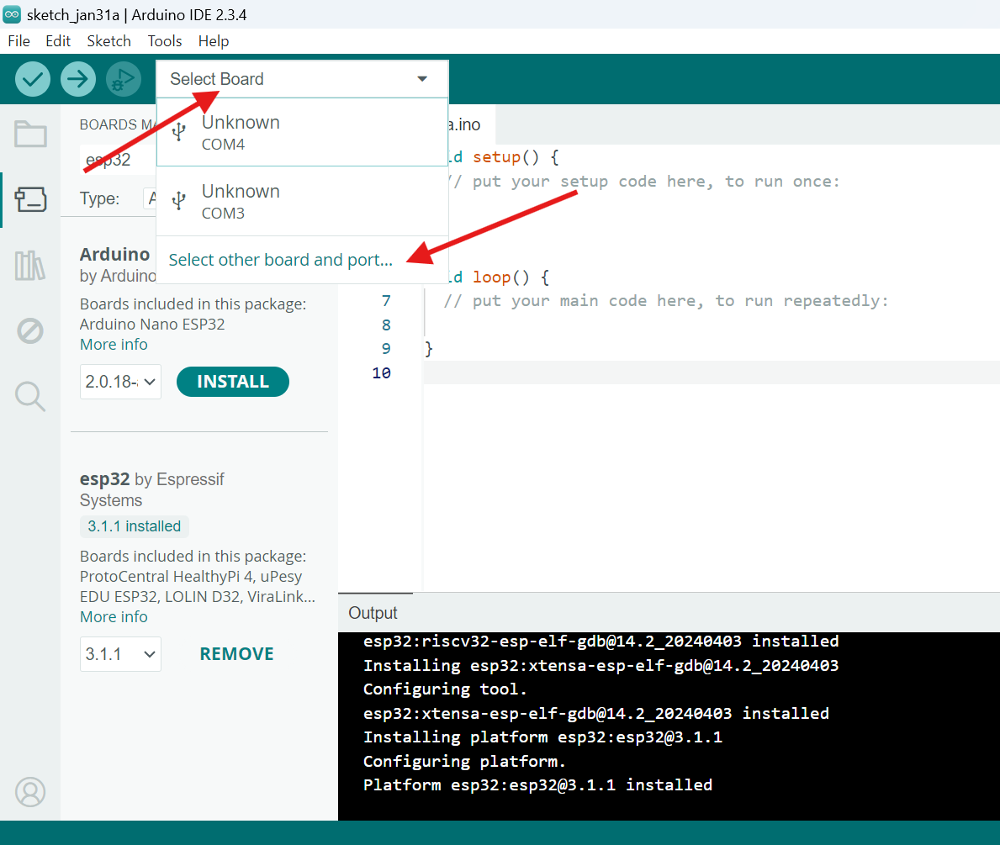 sketch_jan31a | Arduino IDE 2.3.4
File Edit Sketch Tools Help
Select Board
Unknown
COM4
Unknown
COM3
Select other board and port...
BOARDS MA
esp32
Type: A
Arduino
by Arduino
Boards included in this package:
Arduino Nano ESP32
More info
2.0.18-
INSTALL
esp32 by Espressif
Systems
3.1.1 installed
Boards included in this package:
ProtoCentral HealthyPi 4, uPesy
EDU ESP32, LOLIN D32, ViraLink...
More info
3.1.1
REMOVE
a.ino
ld setup() {
// put your setup code here, to run once:
ld loop() {
7 // put your main code here, to run repeatedly:
8
9 }
10
Output
esp32:riscv32-esp-elf-gdb@14.2_20240403 installed
Installing esp32:xtensa-esp-elf-gdb@14.2_20240403
Configuring tool.
esp32:xtensa-esp-elf-gdb@14.2_20240403 installed
Installing platform esp32:esp32@3.1.1
Configuring platform.
Platform esp32:esp32@3.1.1 installed